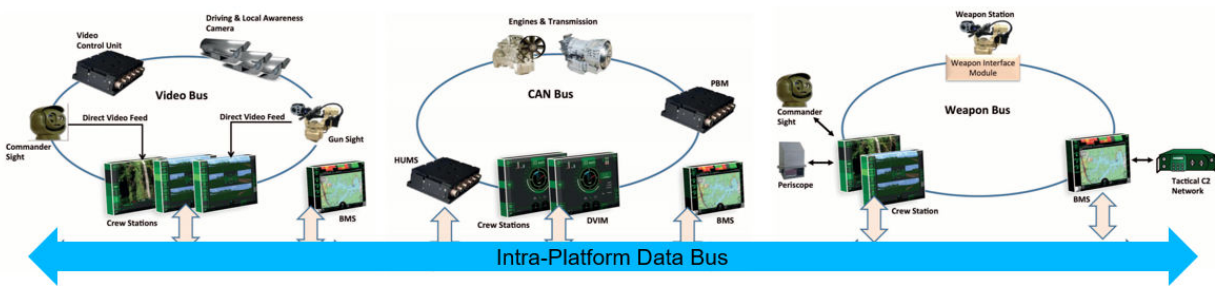 Driving & Local Awareness
Camera
Video
Control Unit
Video Bus
Direct Video Feed
Direct Video Feed
Commander
Sight
Gun Sight
Crew Stations
BMS
Engines & Transmission
CAN Bus
PBM
HUMS
Crew Stations
DVIM
BMS
Weapon Station
Weapon Interface
Module
Commander
Sight
Weapon Bus
Periscope
Crew Station
BMS
Tactical C2
Network
Intra-Platform Data Bus